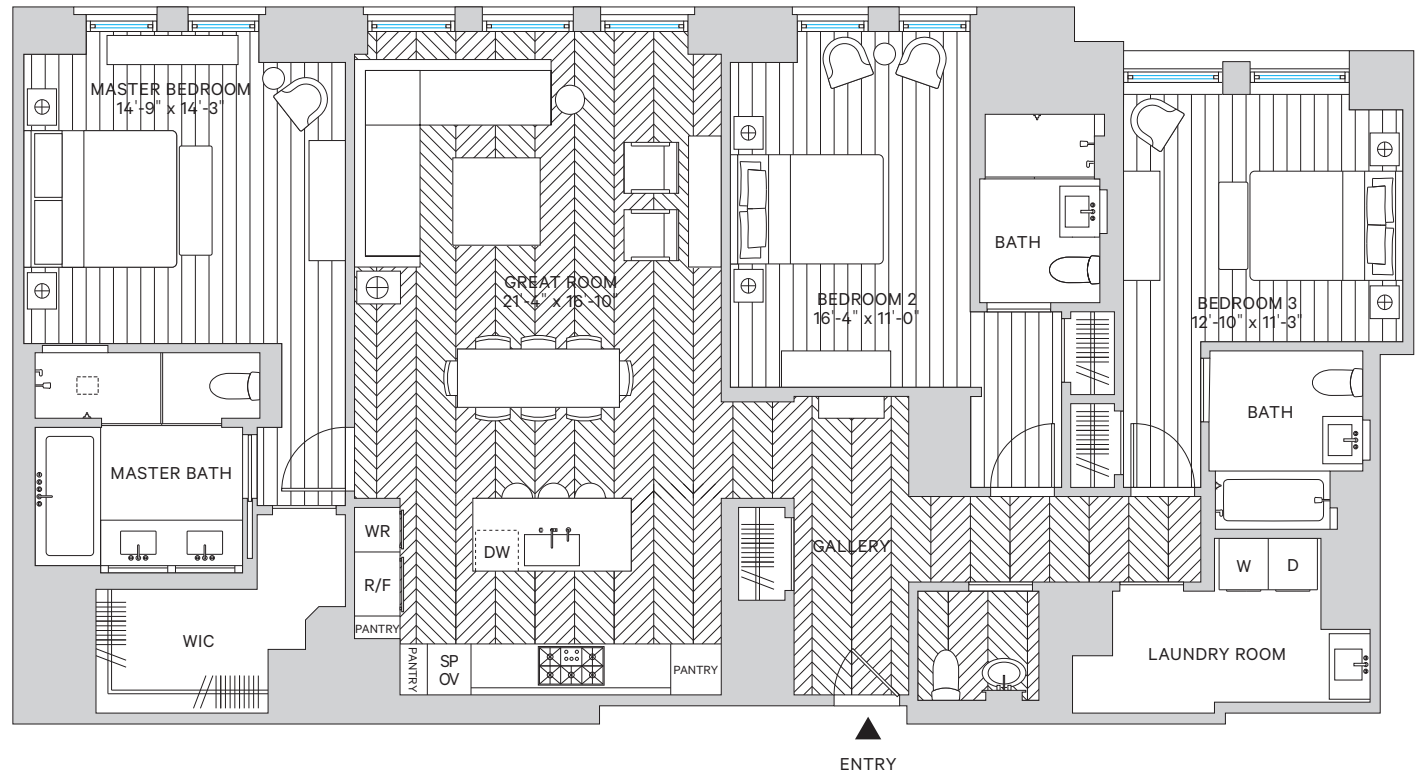 MASTER BEDROOM
14'-9" x 14'-3"
GREAT ROOM
21'-4" x 15'-10"
BEDROOM 2
16'-4" x 11'-0"
BATH
BEDROOM 3
12'-10" x 11'-3"
BATH
MASTER BATH
WR
DW
R/F
PANTRY
PANTRY
SP
OV
PANTRY
GALLERY
WIC
W
D
LAUNDRY ROOM
ENTRY